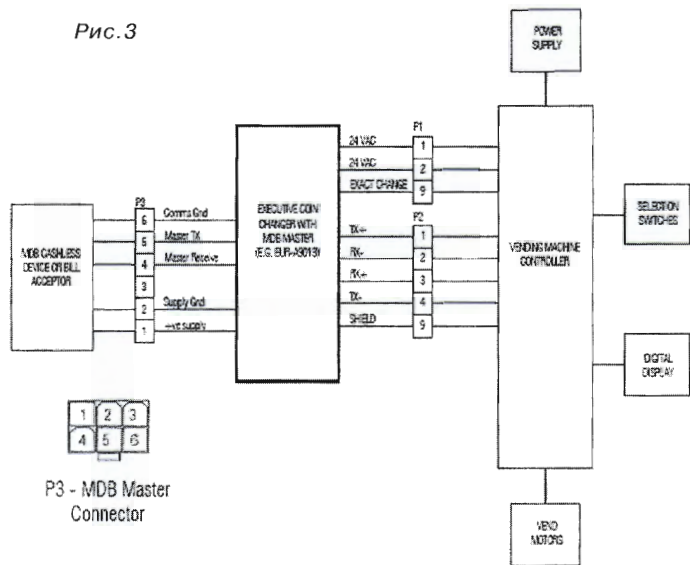 Рис.3
POWER
SUPPLY
P1
24 VAC
1
24 VAC
2
EXACT CHANGE
9
P3
Comms Gnd
6
Master TX
5
Master Receive
4
3
Supply Gnd
2
+ve supply
1
MDB CASHLESS
DEVICE OR BILL
ACCEPTOR
EXECUTIVE COIN
CHANGER WITH
MDB MASTER
P2
TX+
1
RX-
2
RX+
3
TX-
4
SHIELD
9
VENDING MACHINE
CONTROLLER
SELECTION
SWITCHES
DIGITAL
DISPLAY
VEND
MOTORS
1 2 3
4 5 6
P3 - MDB Master
Connector